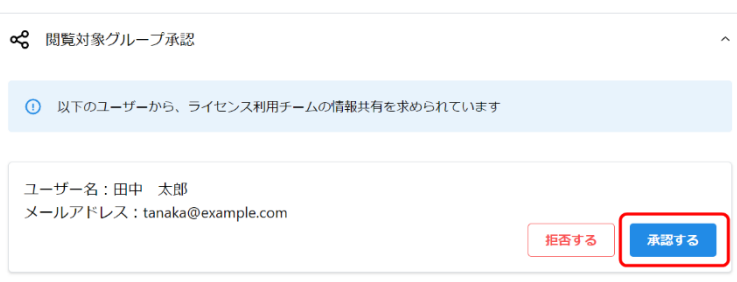 閲覧対象グループ承認
以下のユーザーから、ライセンス利用チームの情報共有を求められています
ユーザー名：田中　太郎
メールアドレス：tanaka@example.com
拒否する
承認する